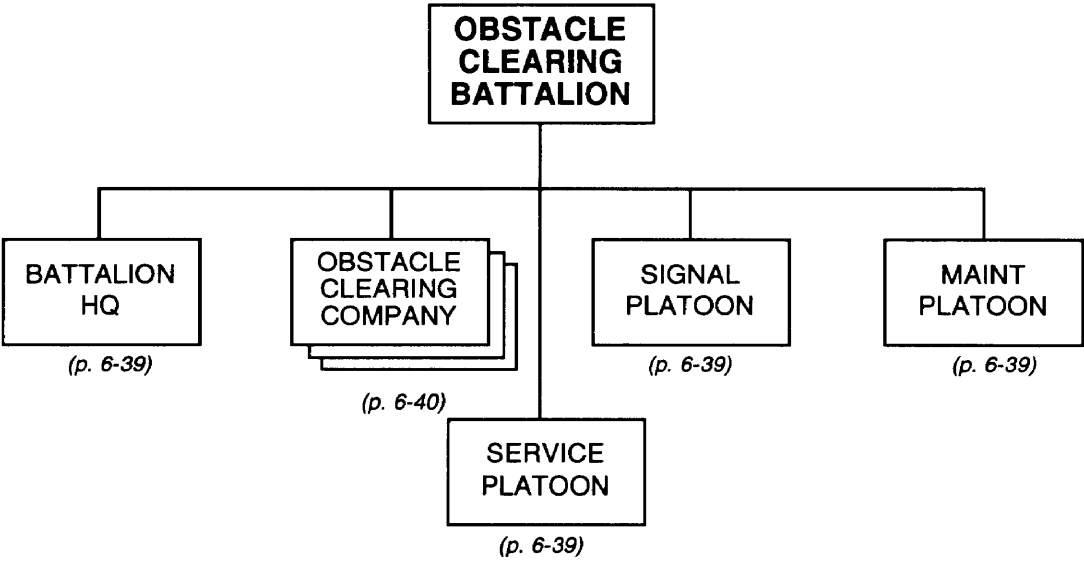 OBSTACLE
CLEARING
BATTALION
BATTALION
HQ
(p. 6-39)
OBSTACLE
CLEARING
COMPANY
(p. 6-40)
SIGNAL
PLATOON
(p. 6-39)
MAINT
PLATOON
(p. 6-39)
SERVICE
PLATOON
(p. 6-39)